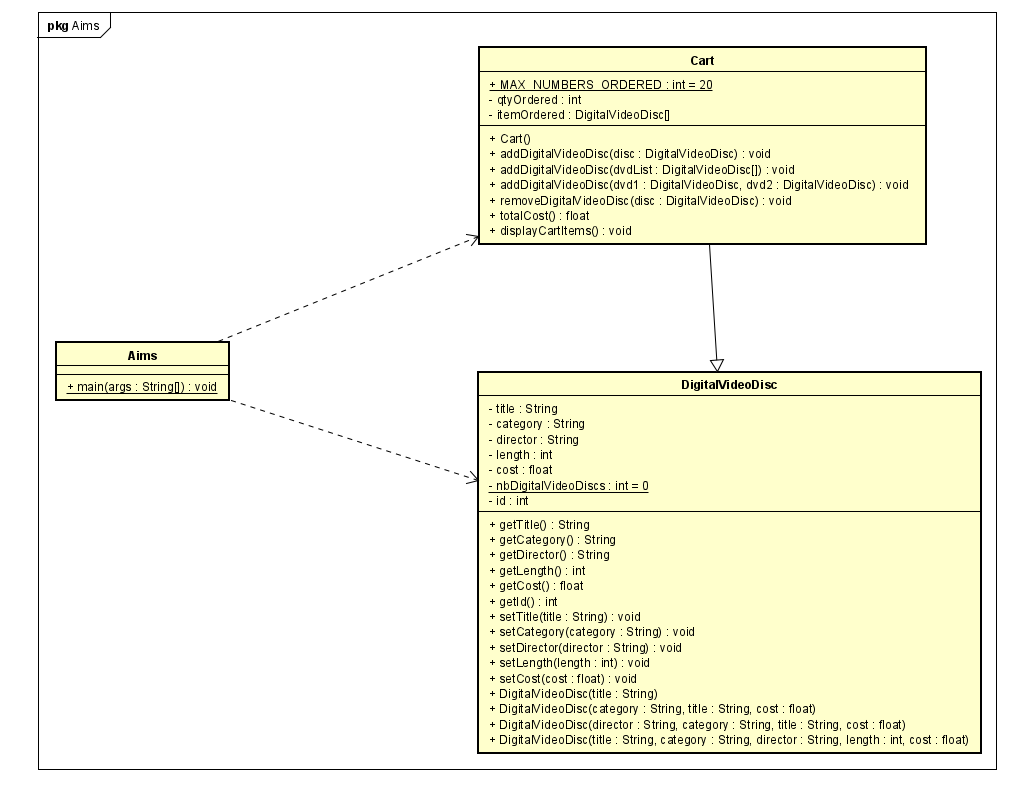 pkg Aims
Cart
+ MAX_NUMBERS_ORDERED : int = 20
- qtyOrdered : int
- itemOrdered : DigitalVideoDisc[]
+ Cart()
+ addDigitalVideoDisc(disc : DigitalVideoDisc) : void
+ addDigitalVideoDisc(dvdList : DigitalVideoDisc[]) : void
+ addDigitalVideoDisc(dvd1 : DigitalVideoDisc, dvd2 : DigitalVideoDisc) : void
+ removeDigitalVideoDisc(disc : DigitalVideoDisc) : void
+ totalCost() : float
+ displayCartItems() : void
Aims
+ main(args : String[]) : void
DigitalVideoDisc
- title : String
- category : String
- director : String
- length : int
- cost : float
- nbDigitalVideoDiscs : int = 0
- id : int
+ getTitle() : String
+ getCategory() : String
+ getDirector() : String
+ getLength() : int
+ getCost() : float
+ getId() : int
+ setTitle(title : String) : void
+ setCategory(category : String) : void
+ setDirector(director : String) : void
+ setLength(length : int) : void
+ setCost(cost : float) : void
+ DigitalVideoDisc(title : String)
+ DigitalVideoDisc(category : String, title : String, cost : float)
+ DigitalVideoDisc(director : String, category : String, title : String, cost : float)
+ DigitalVideoDisc(title : String, category : String, director : String, length : int, cost : float)